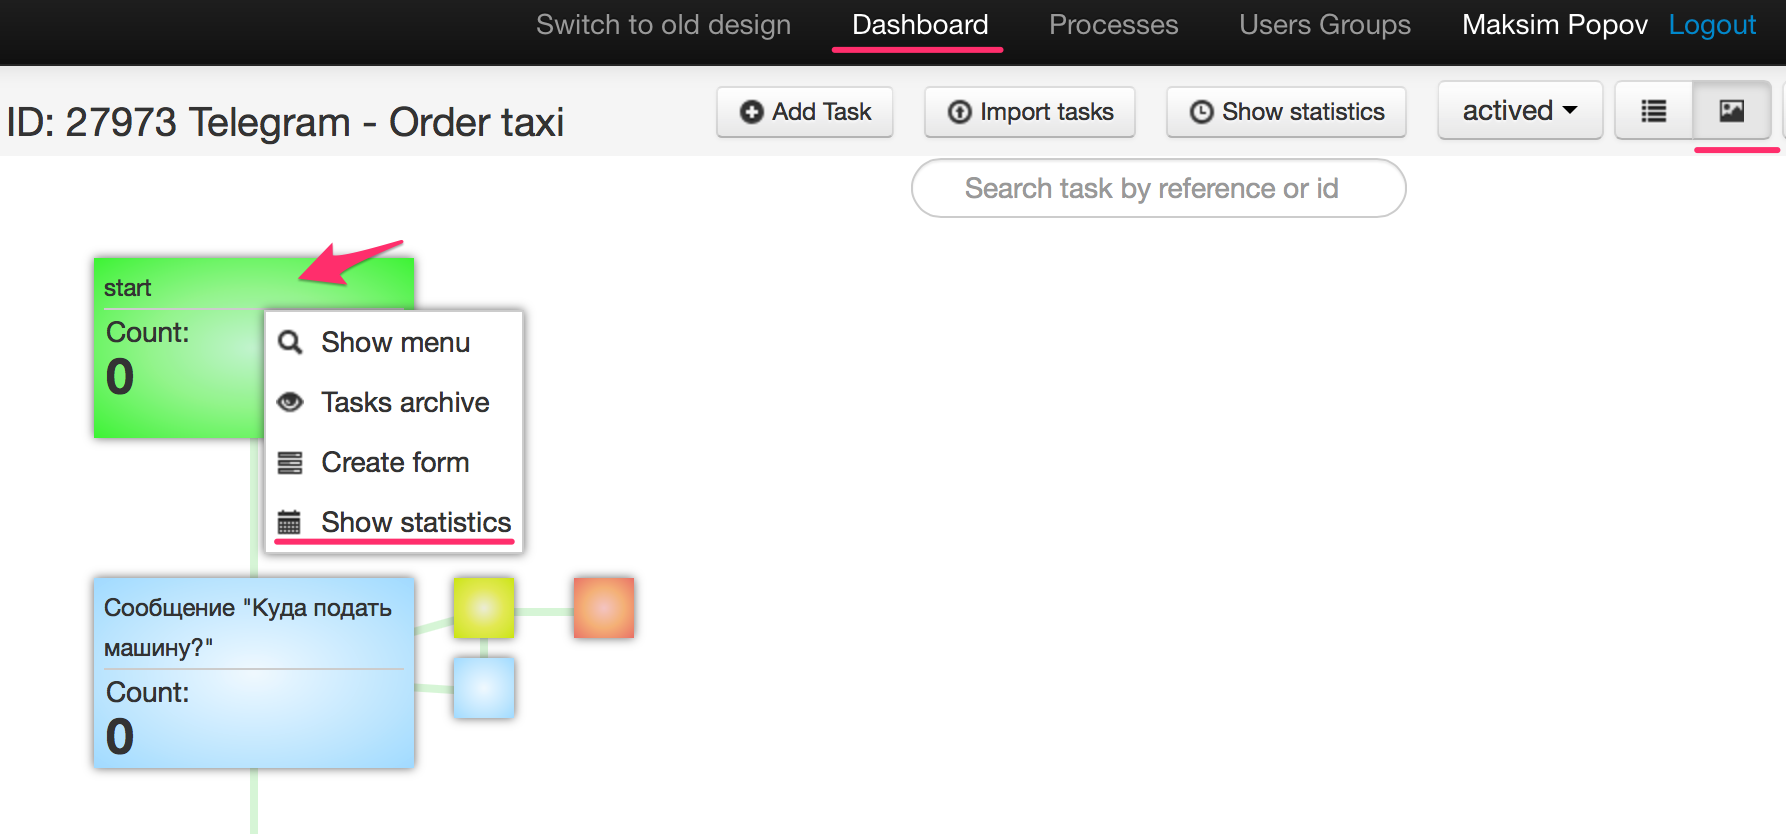 Switch to old design Dashboard Processes Users Groups Maksim Popov Logout
ID: 27973 Telegram - Order taxi Add Task Import tasks Show statistics actived
Search task by reference or id
start
Count:
0
Show menu
Tasks archive
Create form
Show statistics
Сообщение "Куда подать
машину?"
Count:
0